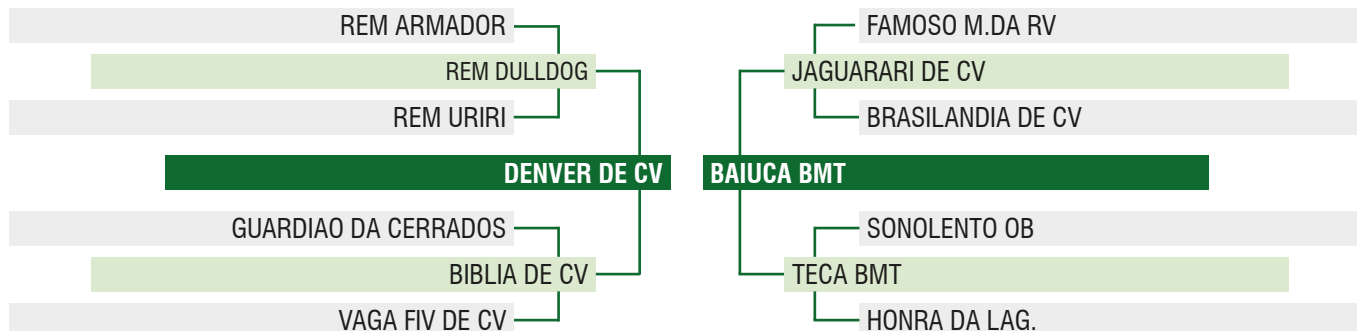 REM ARMADOR
REM DULLDOG
REM URIRI
DENVER DE CV
GUARDIAO DA CERRADOS
BIBLIA DE CV
VAGA FIV DE CV
FAMOSO M.DA RV
JAGUARARI DE CV
BRASILANDIA DE CV
BAIUCA BMT
SONOLENTO OB
TECA BMT
HONRA DA LAG.